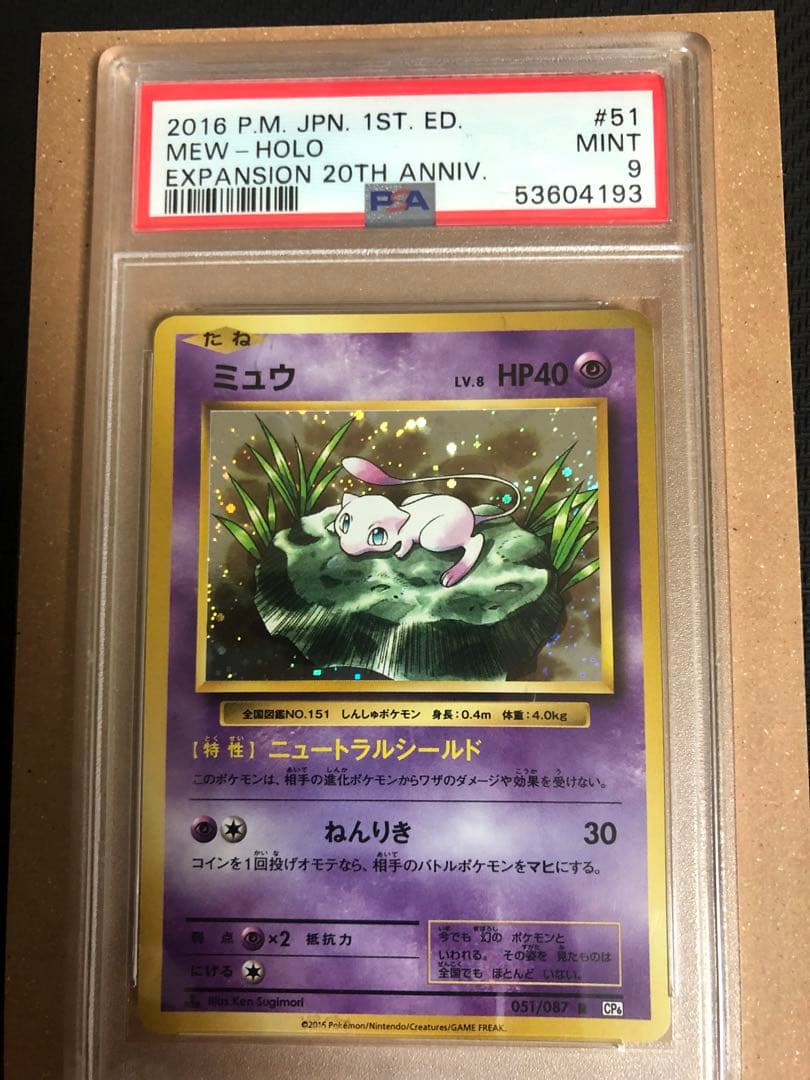 2016 P.M. JPN. 1ST. ED. #51
MEW - HOLO MINT
EXPANSION 20TH ANNIV. 9
PSA 53604193
たね
ミュウ LV.8 HP40
全国図鑑NO.151 しんしゅポケモン 身長:0.4m 体重:4.0kg
[特性] ニュートラルシールド
このポケモンは、相手の進化ポケモンからワザのダメージや効果を受けない。
ねんりき 30
コインを1回投げオモテなら、相手のバトルポケモンをマヒにする。
弱点 ×2 抵抗力
にげる
今でも 幻の ポケモンと
いわれる。 その姿を 見たものは
全国でも ほとんど いない。
Illus. Ken Sugimori 051/087 R CP6
©2016 Pokémon/Nintendo/Creatures/GAME FREAK.